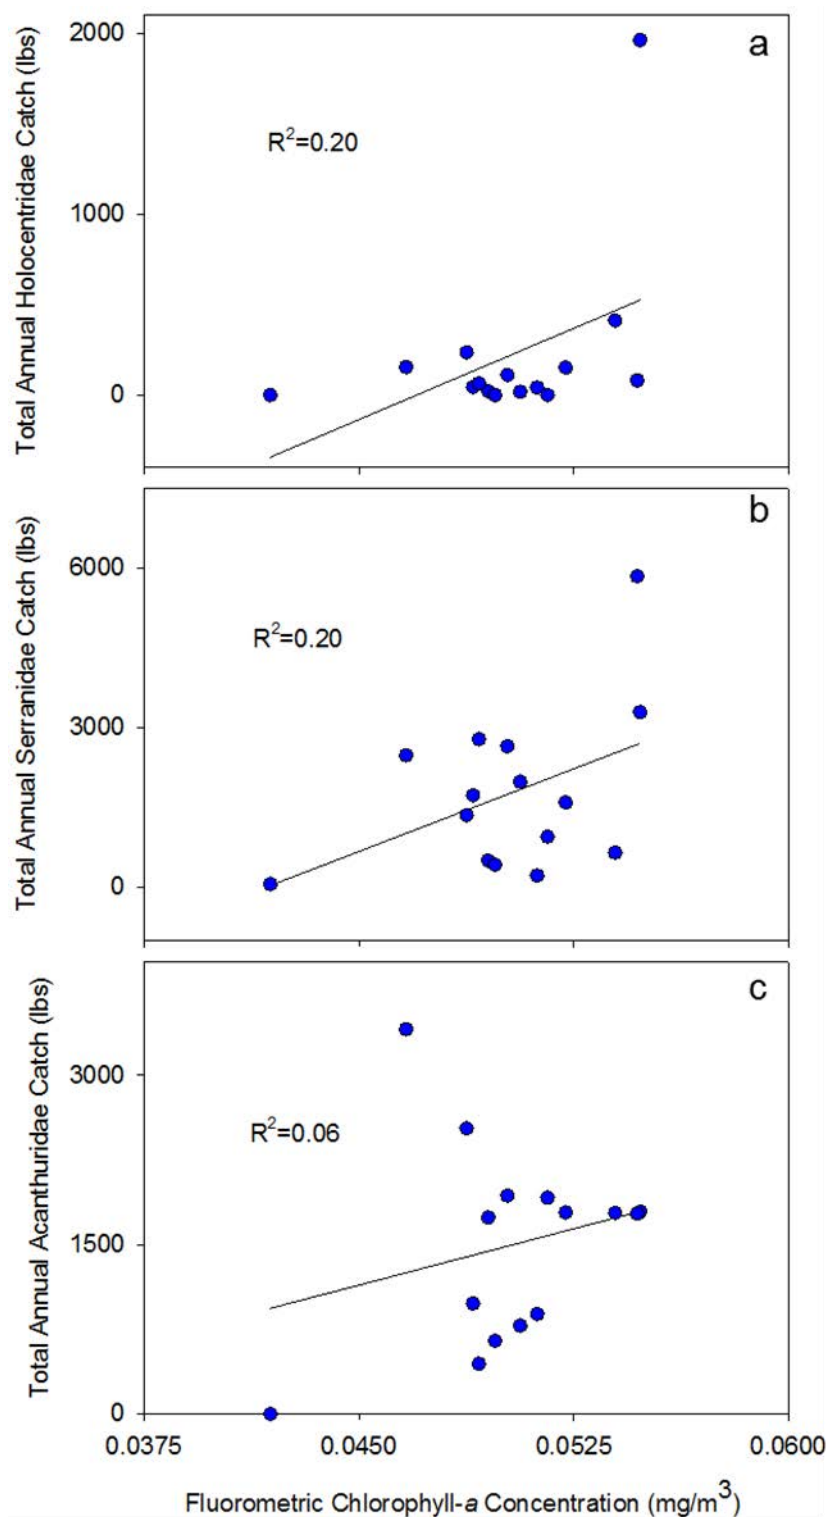 Total Annual Holocentridae Catch (lbs)
2000
1000
0
a
R²=0.20
Total Annual Serranidae Catch (lbs)
6000
3000
0
b
R²=0.20
Total Annual Acanthuridae Catch (lbs)
3000
1500
0
c
R²=0.06
0.0375 0.0450 0.0525 0.0600
Fluorometric Chlorophyll-a Concentration (mg/m³)